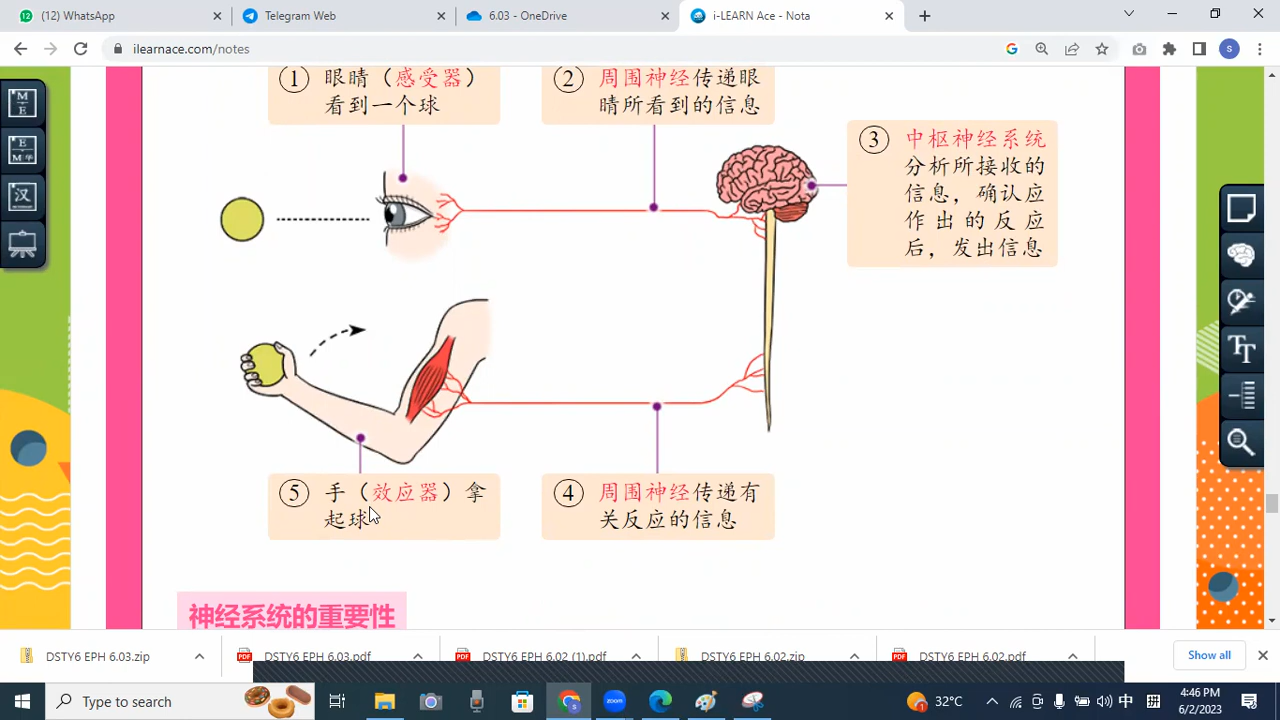 (12) WhatsApp
Telegram Web
6.03 - OneDrive
i-LEARN Ace - Nota
ilearnace.com/notes
S
M
E
E
M/中
汉
TT
① 眼睛（感受器）
看到一个球
② 周围神经传递眼
睛所看到的信息
③ 中枢神经系统
分析所接收的
信息，确认应
作出的反应
后，发出信息
⑤ 手（效应器）拿
起球
④ 周围神经传递有
关反应的信息
神经系统的重要性
DSTY6 EPH 6.03.zip
DSTY6 EPH 6.03.pdf
DSTY6 EPH 6.02 (1).pdf
DSTY6 EPH 6.02.zip
DSTY6 EPH 6.02.pdf
Show all
Type here to search
zoom
32°C
中
拼
4:46 PM
6/2/2023